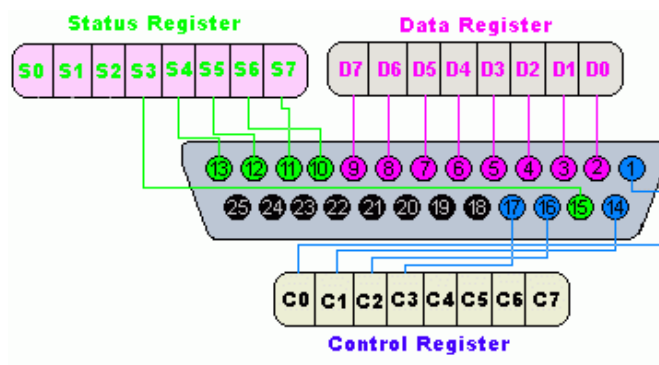 Status Register Data Register
S0 S1 S2 S3 S4 S5 S6 S7 D7 D6 D5 D4 D3 D2 D1 D0
13 12 11 10 9 8 7 6 5 4 3 2 1
25 24 23 22 21 20 19 18 17 16 15 14
C0 C1 C2 C3 C4 C5 C6 C7
Control Register